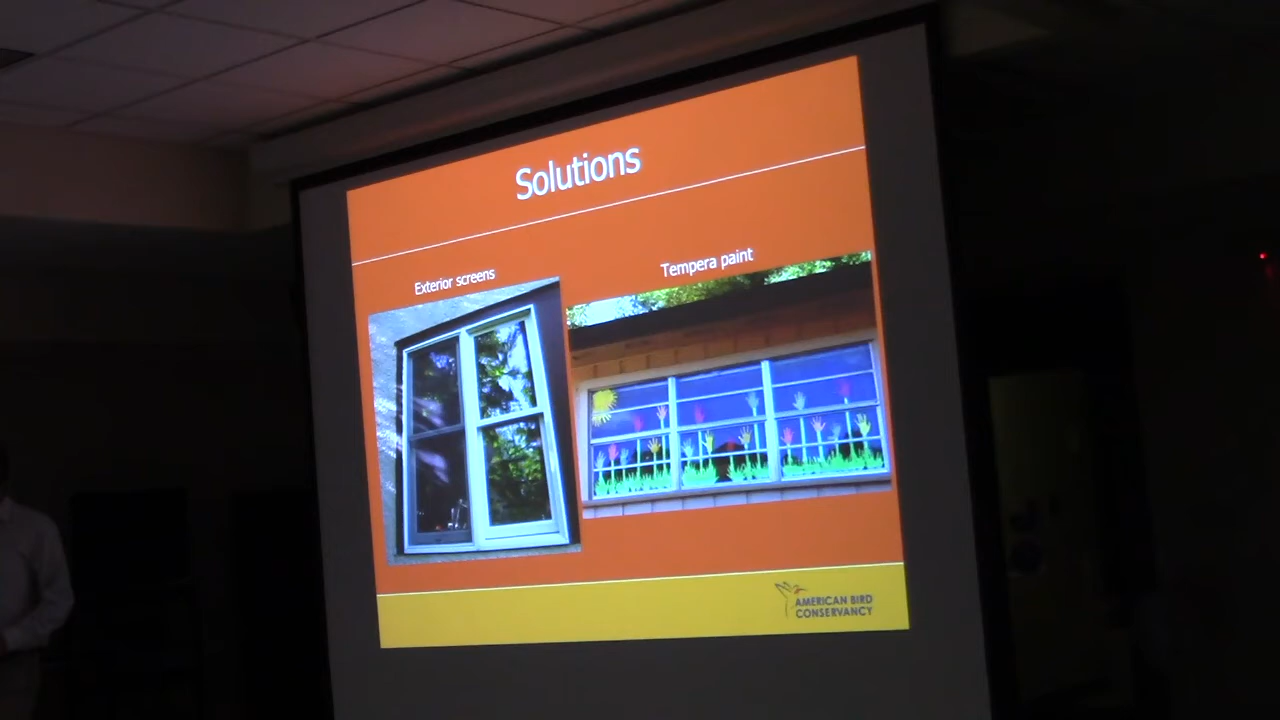 Solutions
Exterior screens
Tempera paint
AMERICAN BIRD
CONSERVANCY